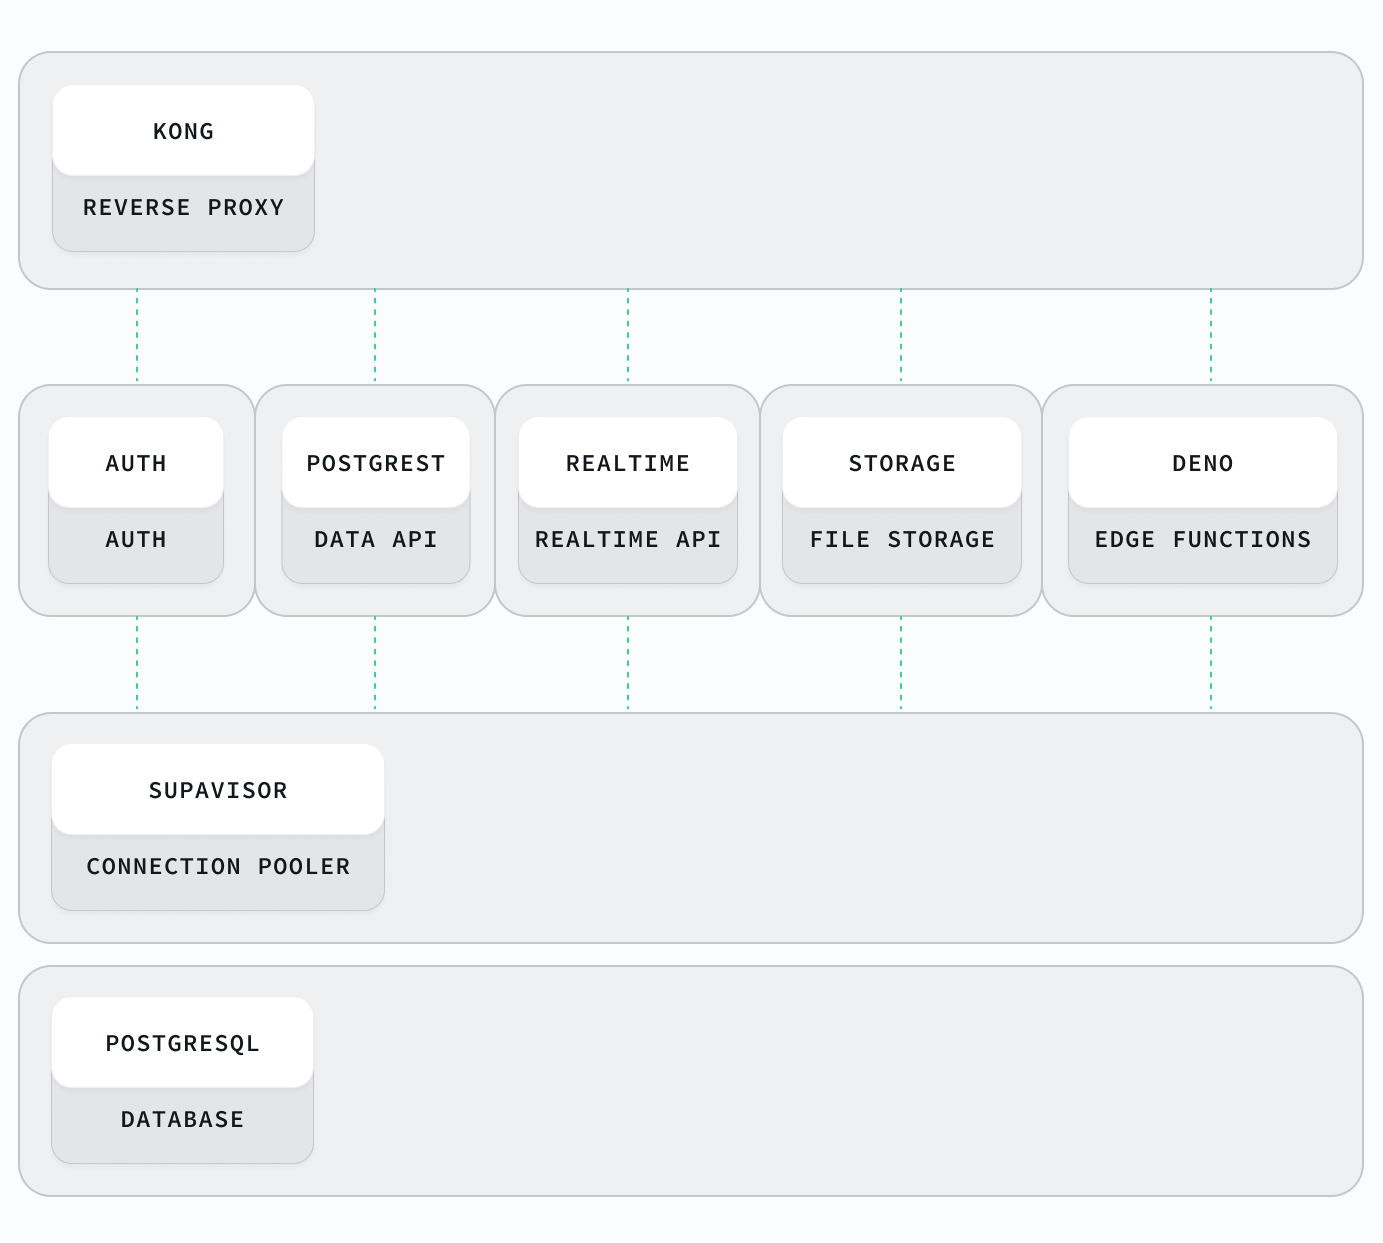 KONG
REVERSE PROXY
AUTH
AUTH
POSTGREST
DATA API
REALTIME
REALTIME API
STORAGE
FILE STORAGE
DENO
EDGE FUNCTIONS
SUPAVISOR
CONNECTION POOLER
POSTGRESQL
DATABASE